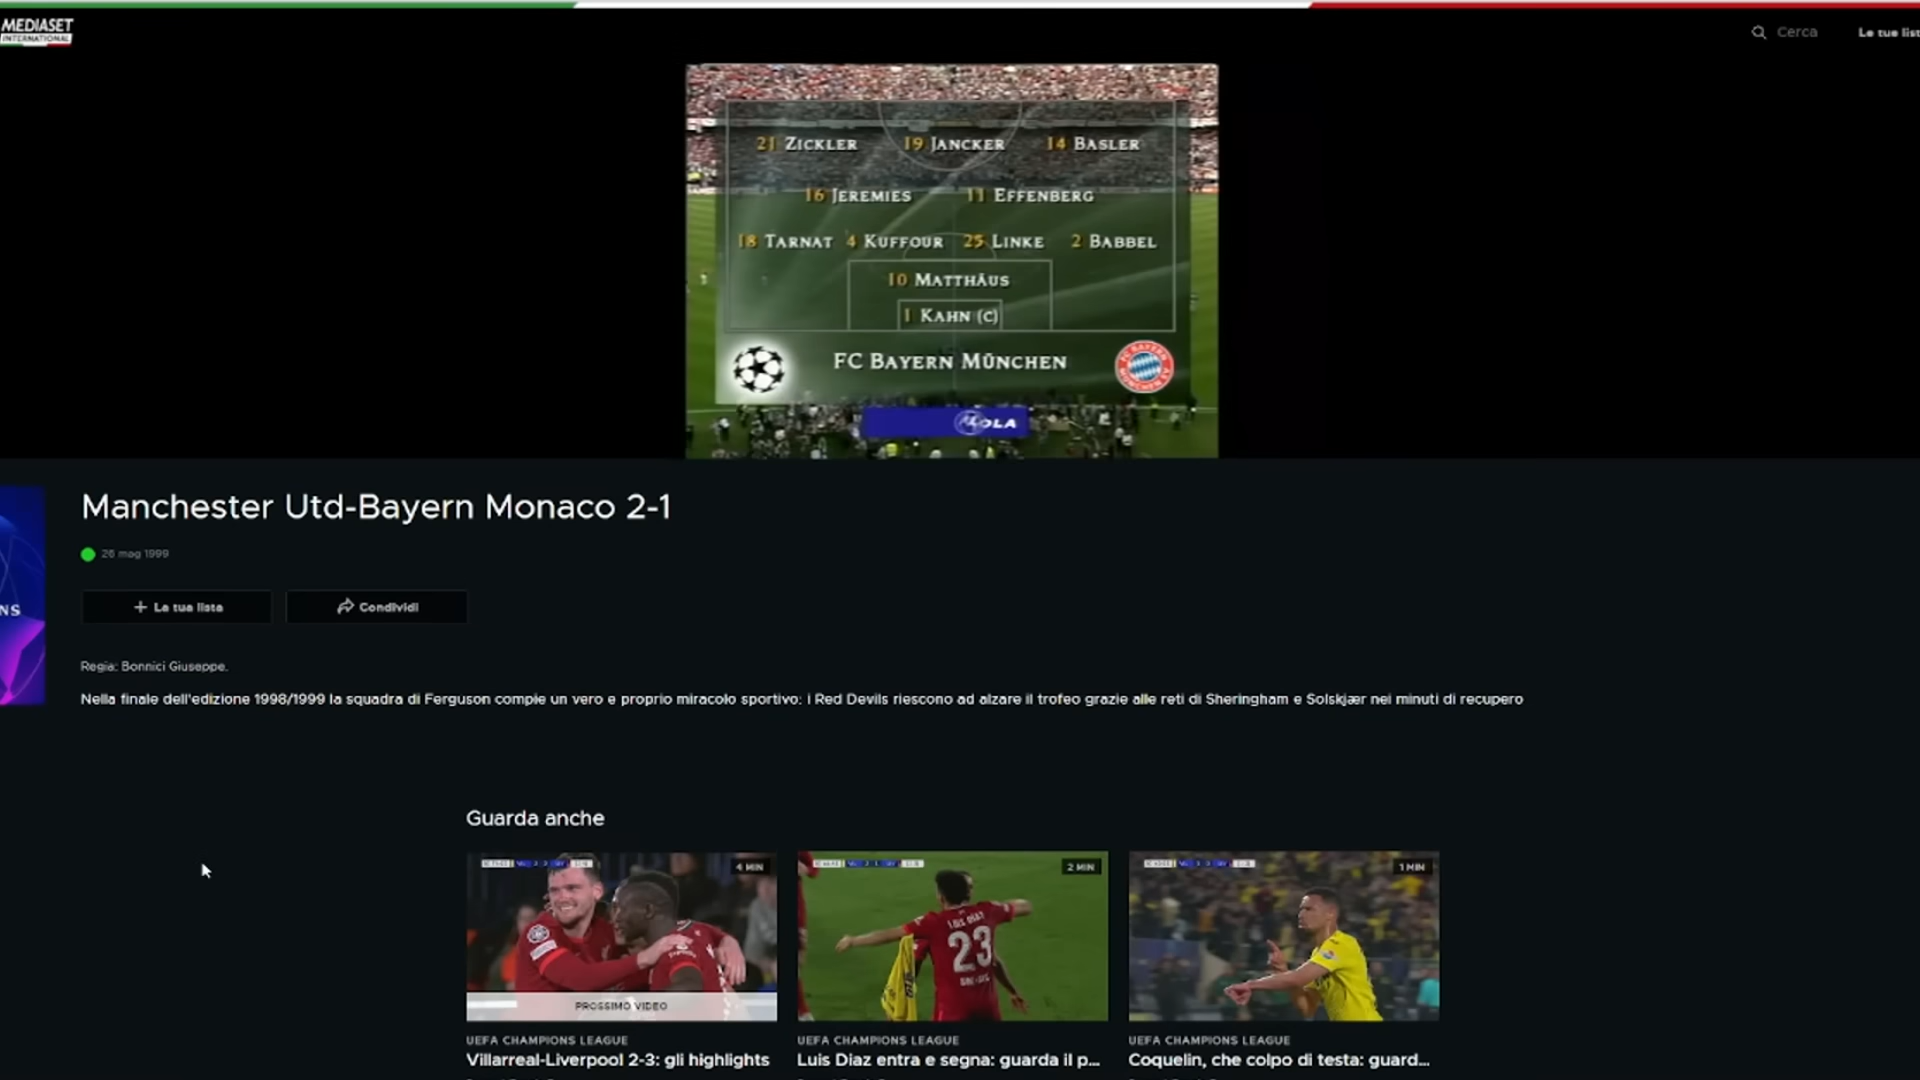 MEDIASET
INTERNATIONAL
Cerca
Le tue list
21 ZICKLER 19 JANCKER 14 BASLER
16 JEREMIES 11 EFFENBERG
18 TARNAT 4 KUFFOUR 25 LINKE 2 BABBEL
10 MATTHÄUS
1 KAHN (C)
FC BAYERN MÜNCHEN
Manchester Utd-Bayern Monaco 2-1
26 mag 1999
NS
+ La tua lista
Condividi
Regia: Bonnici Giuseppe.
Nella finale dell'edizione 1998/1999 la squadra di Ferguson compie un vero e proprio miracolo sportivo: i Red Devils riescono ad alzare il trofeo grazie alle reti di Sheringham e Solskjær nei minuti di recupero
Guarda anche
4 MIN
2 MIN
1 MIN
LUIS DIAZ
23
PROSSIMO VIDEO
UEFA CHAMPIONS LEAGUE
Villarreal-Liverpool 2-3: gli highlights
UEFA CHAMPIONS LEAGUE
Luis Diaz entra e segna: guarda il p...
UEFA CHAMPIONS LEAGUE
Coquelin, che colpo di testa: guard...